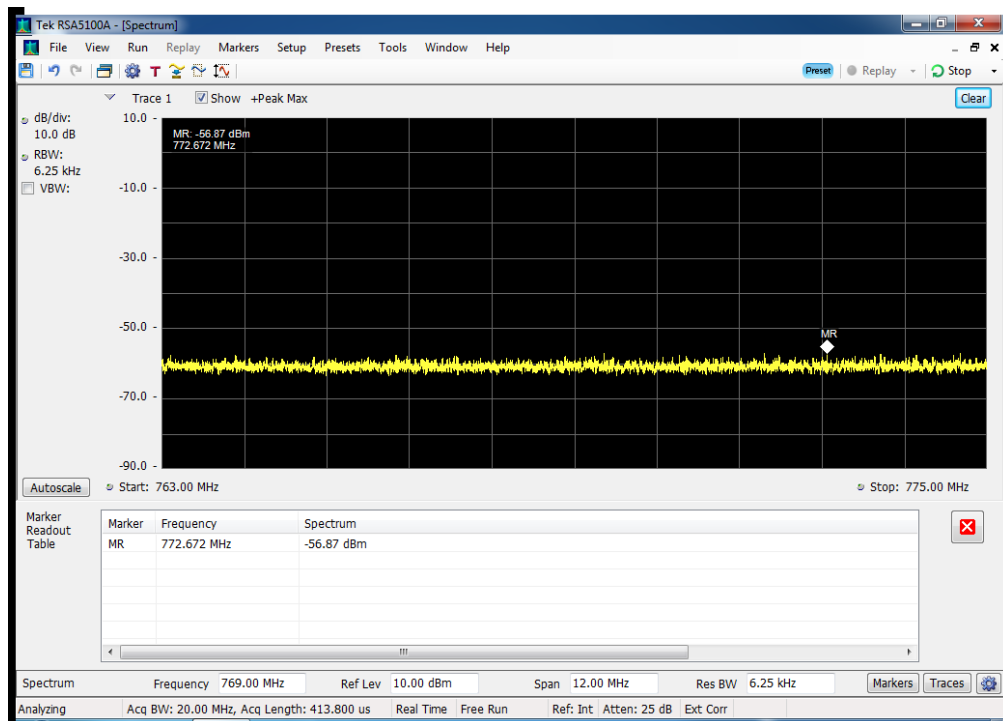 Tek RSA5100A - [Spectrum]
File View Run Replay Markers Setup Presets Tools Window Help
T Preset Replay Stop
Trace 1 Show +Peak Max Clear
dB/div:
10.0 dB
RBW:
6.25 kHz
VBW:
10.0
-10.0
-30.0
-50.0
-70.0
-90.0
MR: -56.87 dBm
772.672 MHz
MR
Autoscale Start: 763.00 MHz Stop: 775.00 MHz
Marker
Readout
Table
Marker Frequency Spectrum
MR 772.672 MHz -56.87 dBm
Spectrum Frequency 769.00 MHz Ref Lev 10.00 dBm Span 12.00 MHz Res BW 6.25 kHz Markers Traces
Analyzing Acq BW: 20.00 MHz, Acq Length: 413.800 us Real Time Free Run Ref: Int Atten: 25 dB Ext Corr